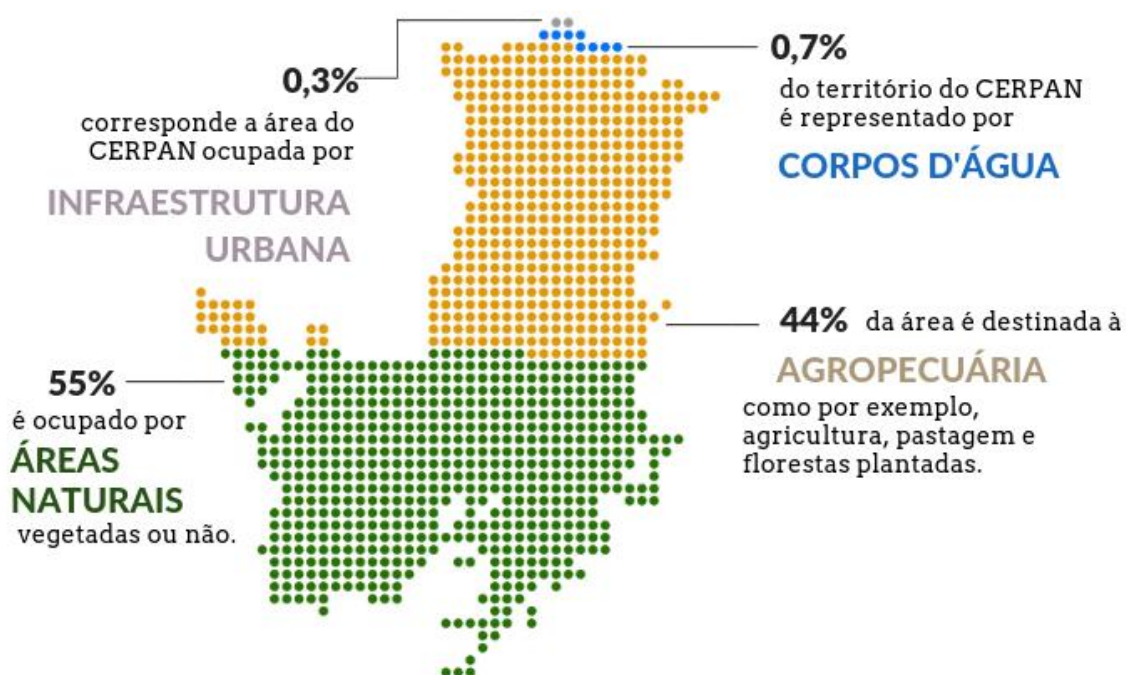 0,3%
corresponde a área do
CERPAN ocupada por
INFRAESTRUTURA
URBANA
0,7%
do território do CERPAN
é representado por
CORPOS D'ÁGUA
44% da área é destinada à
AGROPECUÁRIA
como por exemplo,
agricultura, pastagem e
florestas plantadas.
55%
é ocupado por
ÁREAS
NATURAIS
vegetadas ou não.